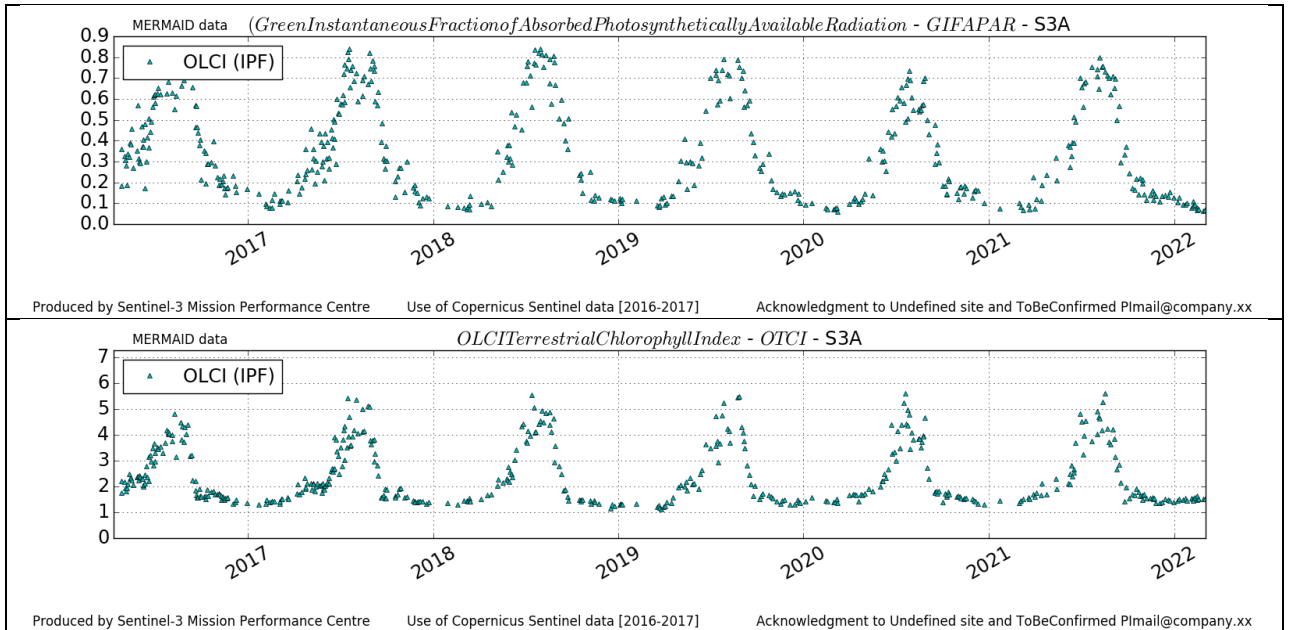 MERMAID data (GreenInstantaneousFractionofAbsorbedPhotosyntheticallyAvailableRadiation - GIFAPAR - S3A
0.9
0.8
0.7
0.6
0.5
0.4
0.3
0.2
0.1
0.0
OLCI (IPF)
2017 2018 2019 2020 2021 2022
Produced by Sentinel-3 Mission Performance Centre Use of Copernicus Sentinel data [2016-2017] Acknowledgment to Undefined site and ToBeConfirmed PImail@company.xx
MERMAID data OLCITerrestrialChlorophyllIndex - OTCI - S3A
7
6
5
4
3
2
1
0
OLCI (IPF)
2017 2018 2019 2020 2021 2022
Produced by Sentinel-3 Mission Performance Centre Use of Copernicus Sentinel data [2016-2017] Acknowledgment to Undefined site and ToBeConfirmed PImail@company.xx